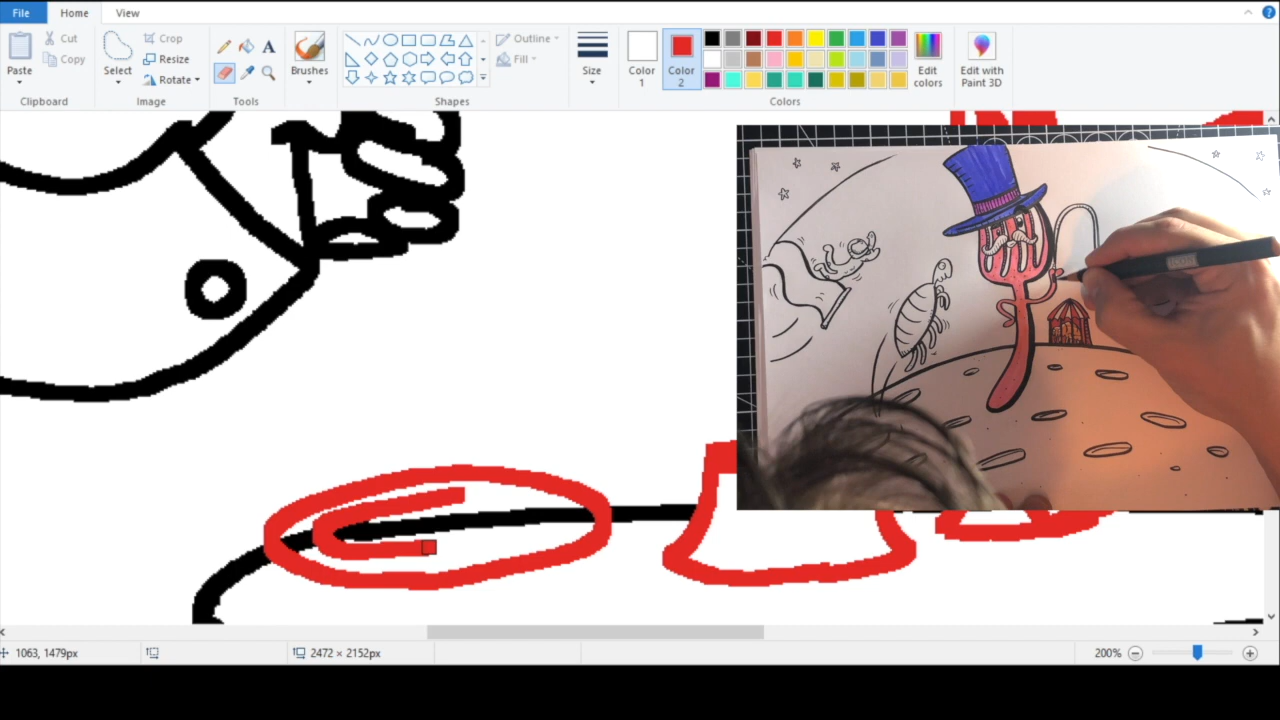 File Home View
Paste Cut Copy
Select Crop Resize Rotate
A
Brushes
Outline Fill
Size
Color 1
Color 2
Edit colors
Edit with Paint 3D
Clipboard Image Tools Shapes Colors
1063, 1479px 2472 × 2152px 200%